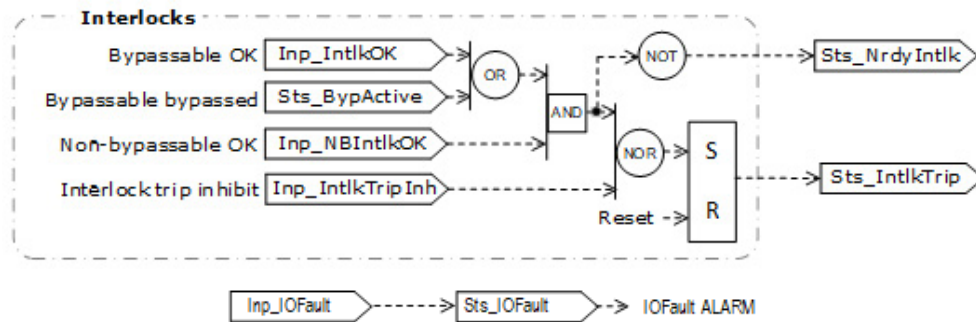 Interlocks
Bypassable OK Inp_IntlkOK OR NOT Sts_NrdyIntlk
Bypassable bypassed Sts_BypActive AND
Non-bypassable OK Inp_NBIntlkOK NOR S
Interlock trip inhibit Inp_IntlkTripInh Sts_IntlkTrip
Reset R
Inp_IOFault Sts_IOFault IOFault ALARM